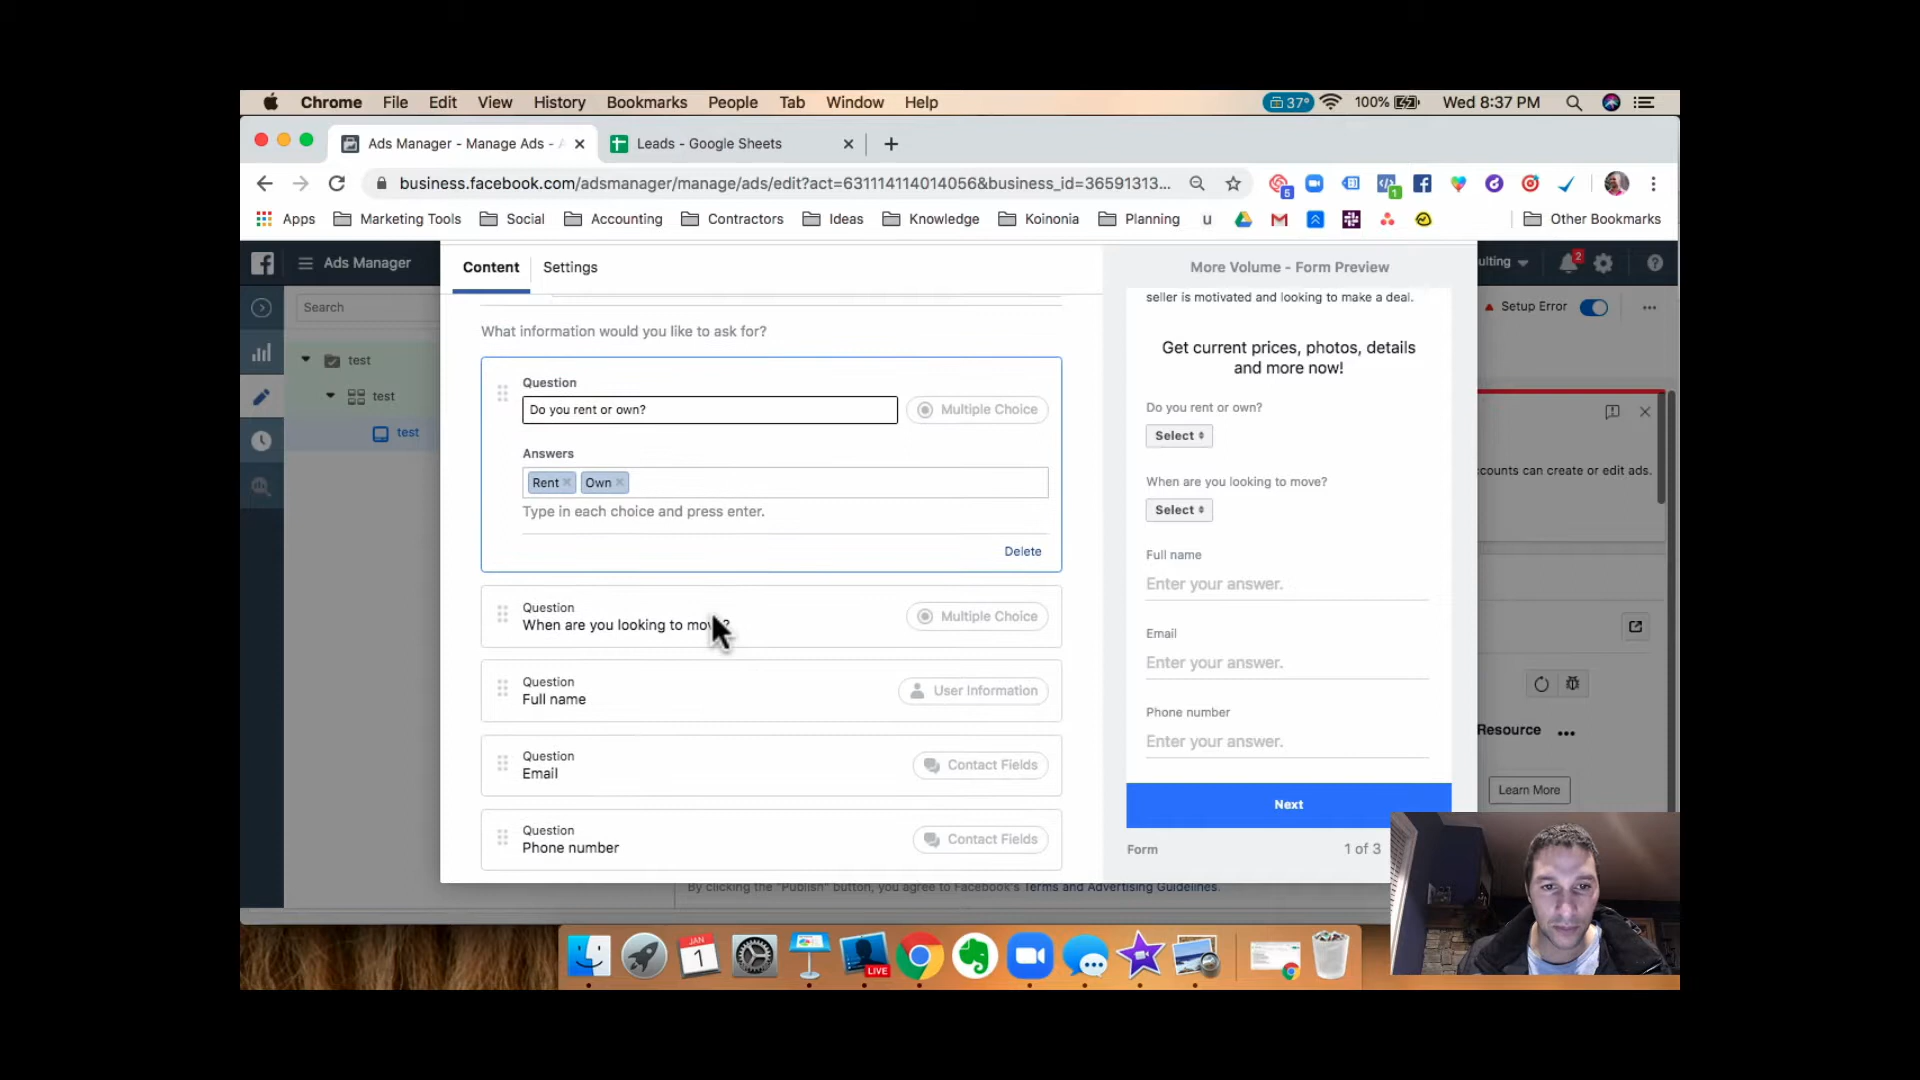 Chrome File Edit View History Bookmarks People Tab Window Help
37° 100% Wed 8:37 PM
Ads Manager - Manage Ads - A
Leads - Google Sheets
business.facebook.com/adsmanager/manage/ads/edit?act=631114114014056&business_id=36591313...
5
1
Apps Marketing Tools Social Accounting Contractors Ideas Knowledge Koinonia Planning u Other Bookmarks
Ads Manager
Content Settings
More Volume - Form Preview
ulting
2
Search
seller is motivated and looking to make a deal.
Setup Error
What information would you like to ask for?
test
test
test
Question
Do you rent or own?
Multiple Choice
Answers
Rent Own
Type in each choice and press enter.
Delete
Question
When are you looking to mov ?
Multiple Choice
Question
Full name
User Information
Question
Email
Contact Fields
Question
Phone number
Contact Fields
Get current prices, photos, details
and more now!
Do you rent or own?
Select
When are you looking to move?
Select
Full name
Enter your answer.
Email
Enter your answer.
Phone number
Enter your answer.
Next
Form 1 of 3
counts can create or edit ads.
Resource
Learn More
By clicking the "Publish" button, you agree to Facebook's Terms and Advertising Guidelines.
JAN
1
LIVE